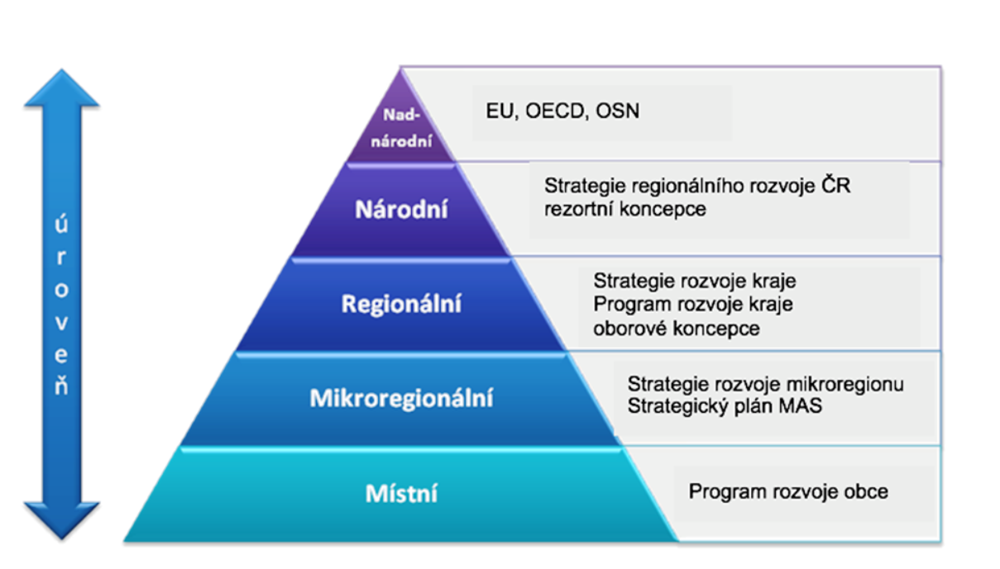 úroveň
Nad-
národní
EU, OECD, OSN
Národní
Strategie regionálního rozvoje ČR
rezortní koncepce
Regionální
Strategie rozvoje kraje
Program rozvoje kraje
oborové koncepce
Mikroregionální
Strategie rozvoje mikroregionu
Strategický plán MAS
Místní
Program rozvoje obce